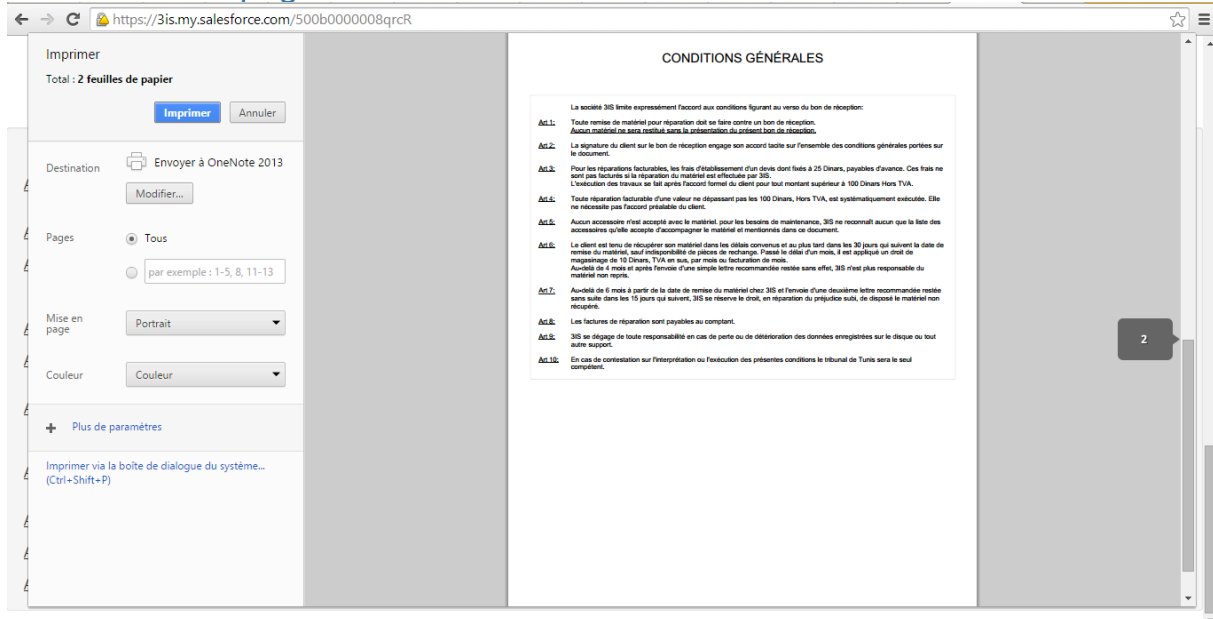 https://3is.my.salesforce.com/500b0000008qrcR
Imprimer
Total : 2 feuilles de papier
Imprimer
Annuler
Destination
Envoyer à OneNote 2013
Modifier...
Pages
Tous
par exemple : 1-5, 8, 11-13
Mise en
page
Portrait
Couleur
Couleur
Plus de paramètres
Imprimer via la boîte de dialogue du système...
(Ctrl+Shift+P)
CONDITIONS GÉNÉRALES
La société 3IS limite expressément l'accord aux conditions figurant au verso du bon de réception:
Art 1: Toute remise de matériel pour réparation doit se faire contre un bon de réception.
Aucun matériel ne sera restitué sans la présentation du présent bon de réception.
Art 2: La signature du client sur le bon de réception engage son accord tacite sur l'ensemble des conditions générales portées sur
le document.
Art 3: Pour les réparations facturables, les frais d'établissement d'un devis dont fixés à 25 Dinars, payables d'avance. Ces frais ne
sont pas facturés si la réparation du matériel est effectuée par 3IS.
L'exécution des travaux se fait après l'accord formel du client pour tout montant supérieur à 100 Dinars Hors TVA.
Art 4: Toute réparation facturable d'une valeur ne dépassant pas les 100 Dinars, Hors TVA, est systématiquement exécutée. Elle
ne nécessite pas l'accord préalable du client.
Art 5: Aucun accessoire n'est accepté avec le matériel. pour les besoins de maintenance, 3IS ne reconnaît aucun que la liste des
accessoires qu'elle accepte d'accompagner le matériel et mentionnés dans ce document.
Art 6: Le client est tenu de récupérer son matériel dans les délais convenus et au plus tard dans les 30 jours qui suivent la date de
remise du matériel, sauf indisponibilité de pièces de rechange. Passé le délai d'un mois, il est appliqué un droit de
magasinage de 10 Dinars, TVA en sus, par mois ou facturation de mois.
Au-delà de 4 mois et après l'envoie d'une simple lettre recommandée restée sans effet, 3IS n'est plus responsable du
matériel non repris.
Art 7: Au-delà de 6 mois à partir de la date de remise du matériel chez 3IS et l'envoie d'une deuxième lettre recommandée restée
sans suite dans les 15 jours qui suivent, 3IS se réserve le droit, en réparation du préjudice subi, de disposé le matériel non
récupéré.
Art 8: Les factures de réparation sont payables au comptant.
Art 9: 3IS se dégage de toute responsabilité en cas de perte ou de détérioration des données enregistrées sur le disque ou tout
autre support.
Art 10: En cas de contestation sur l'interprétation ou l'exécution des présentes conditions le tribunal de Tunis sera le seul
compétent.
2